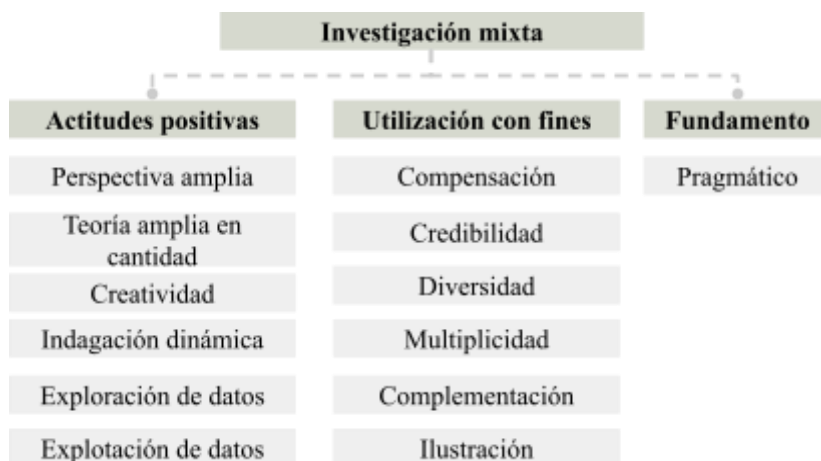 Investigación mixta
Actitudes positivas
Perspectiva amplia
Teoría amplia en
cantidad
Creatividad
Indagación dinámica
Exploración de datos
Explotación de datos
Utilización con fines
Compensación
Credibilidad
Diversidad
Multiplicidad
Complementación
Ilustración
Fundamento
Pragmático